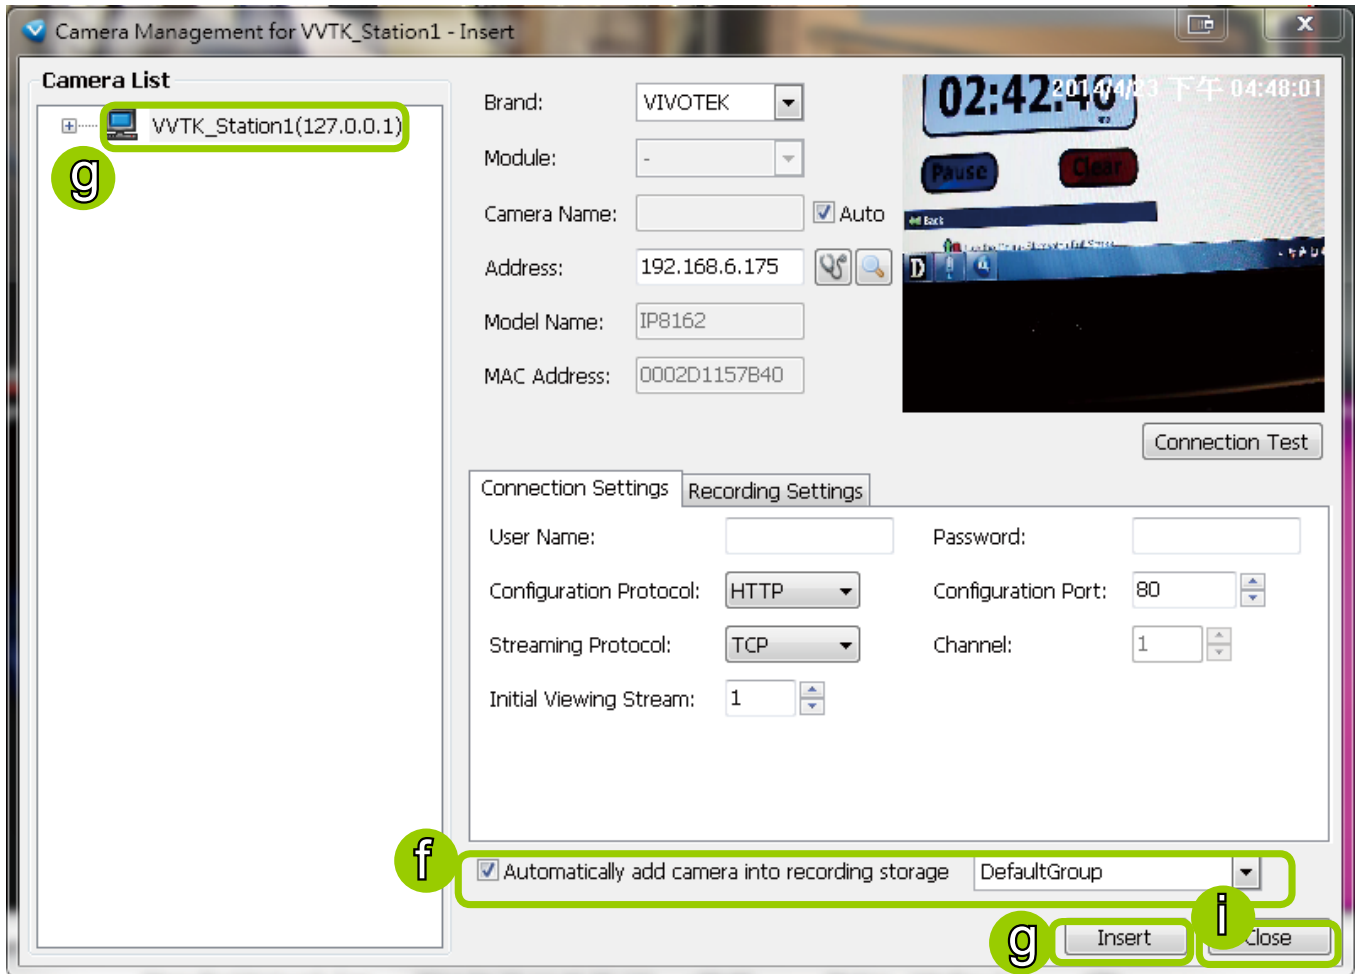 Camera Management for VVTK_Station1 - Insert
Camera List
VVTK_Station1(127.0.0.1)
g
Brand: VIVOTEK
Module: -
Camera Name: Auto
Address: 192.168.6.175
Model Name: IP8162
MAC Address: 0002D1157B40
02:42:46
2014/4/23 下午 04:48:01
Pause Clear
Back
Connection Test
Connection Settings Recording Settings
User Name: Password:
Configuration Protocol: HTTP Configuration Port: 80
Streaming Protocol: TCP Channel: 1
Initial Viewing Stream: 1
f
Automatically add camera into recording storage DefaultGroup
g Insert i Close